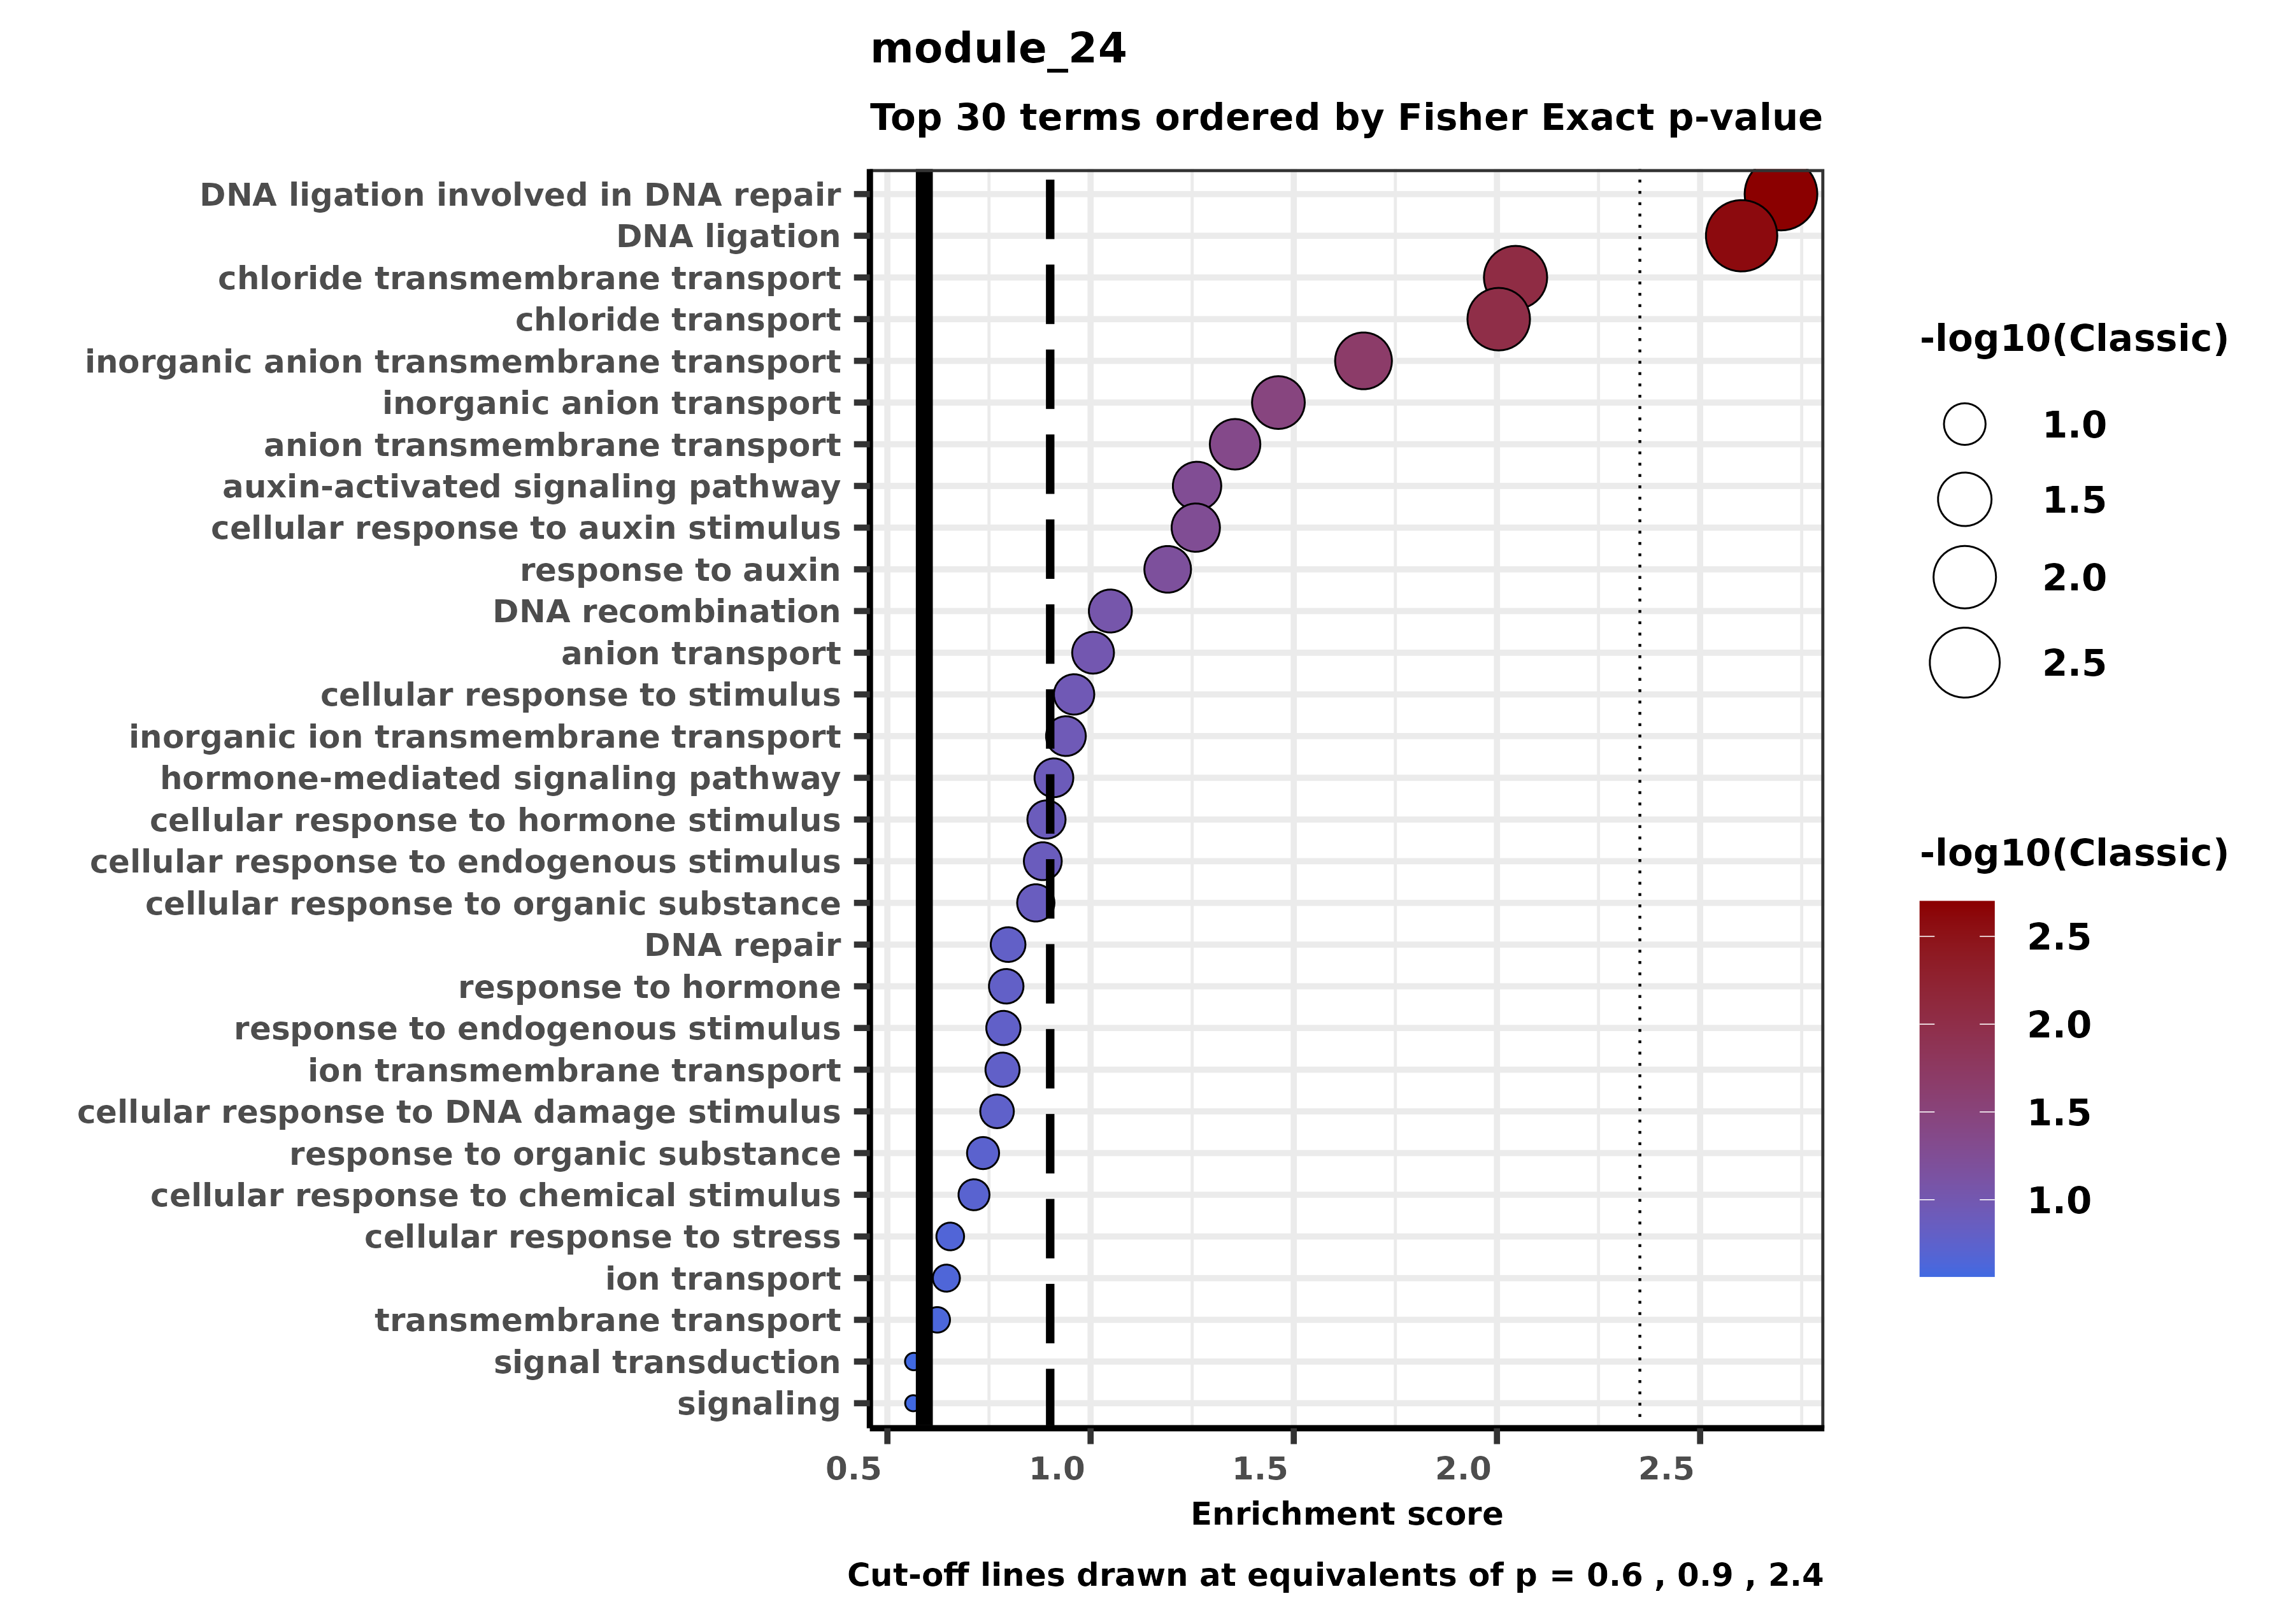 module_24
Top 30 terms ordered by Fisher Exact p-value
DNA ligation involved in DNA repair
DNA ligation
chloride transmembrane transport
chloride transport
inorganic anion transmembrane transport
inorganic anion transport
anion transmembrane transport
auxin-activated signaling pathway
cellular response to auxin stimulus
response to auxin
DNA recombination
anion transport
cellular response to stimulus
inorganic ion transmembrane transport
hormone-mediated signaling pathway
cellular response to hormone stimulus
cellular response to endogenous stimulus
cellular response to organic substance
DNA repair
response to hormone
response to endogenous stimulus
ion transmembrane transport
cellular response to DNA damage stimulus
response to organic substance
cellular response to chemical stimulus
cellular response to stress
ion transport
transmembrane transport
signal transduction
signaling
0.5 1.0 1.5 2.0 2.5
Enrichment score
Cut-off lines drawn at equivalents of p = 0.6 , 0.9 , 2.4
-log10(Classic)
1.0
1.5
2.0
2.5
-log10(Classic)
2.5
2.0
1.5
1.0